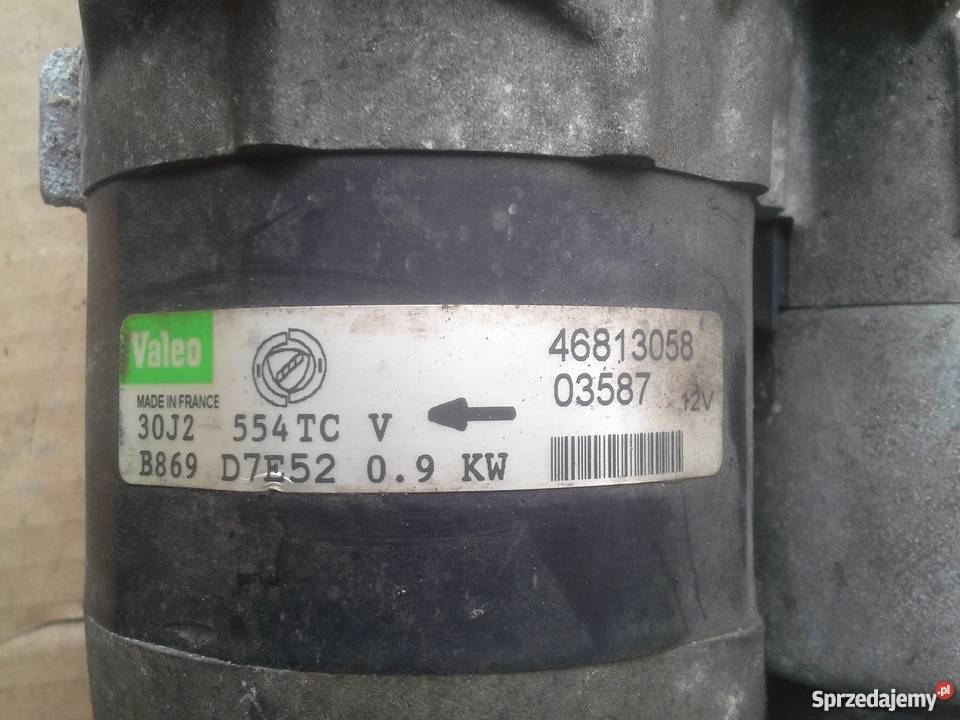 Valeo
MADE IN FRANCE
46813058
03587 12V
30J2 554TC V
B869 D7E52 0.9 KW
Sprzedajemy.pl